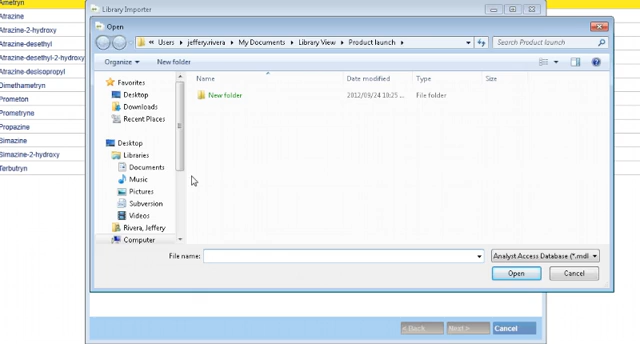 Ametryn
Atrazine
Atrazine-2-hydroxy
Atrazine-desethyl
Atrazine-desethyl-2-hydroxy
Atrazine-desisopropyl
Dimethametryn
Prometon
Prometryne
Propazine
Simazine
Simazine-2-hydroxy
Terbutryn
Library Importer
Open
« Users ▸ jeffery.rivera ▸ My Documents ▸ Library View ▸ Product launch ▸
Search Product launch
Organize ▾ New folder
Name Date modified Type Size
New folder 2012/09/24 10:25 ... File folder
Favorites
Desktop
Downloads
Recent Places
Desktop
Libraries
Documents
Music
Pictures
Subversion
Videos
Rivera, Jeffery
Computer
File name:
Analyst Access Database (*.mdl
Open Cancel
< Back Next > Cancel